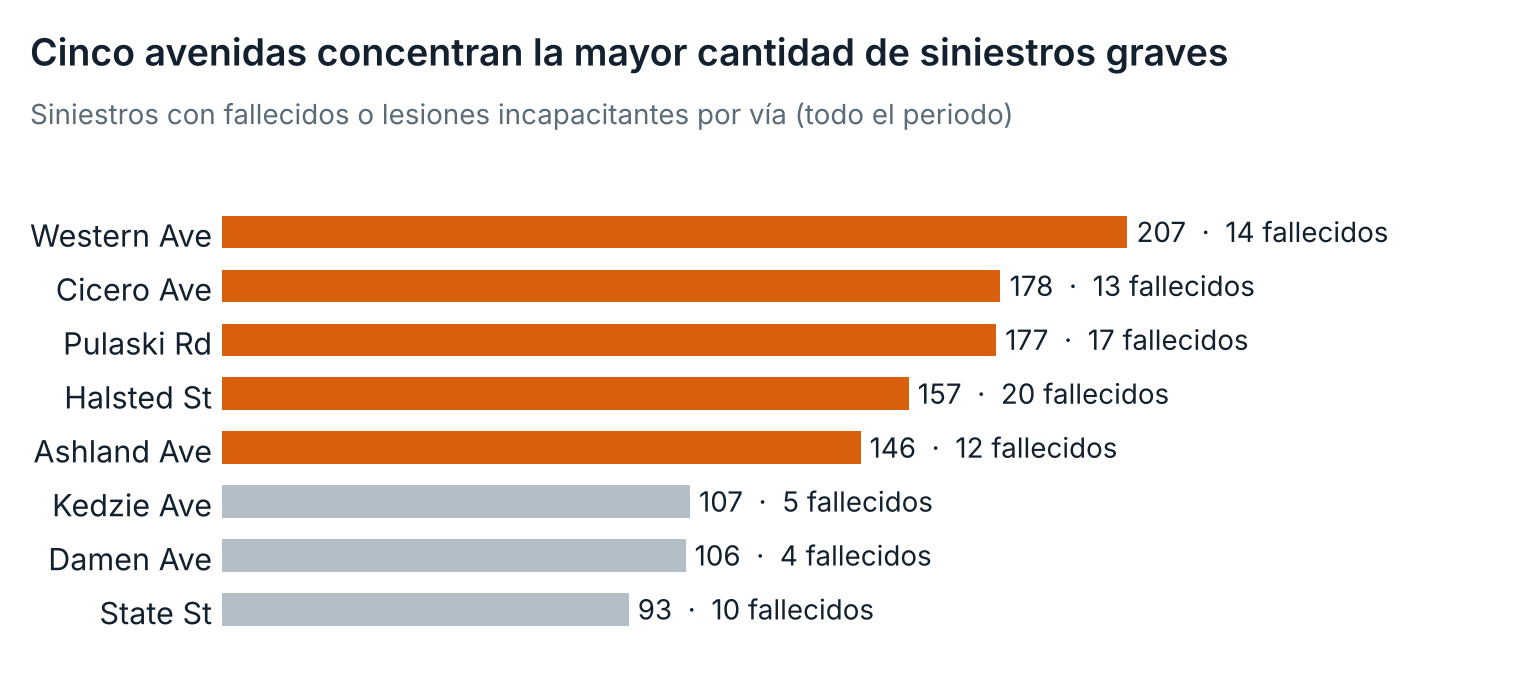 Cinco avenidas concentran la mayor cantidad de siniestros graves
Siniestros con fallecidos o lesiones incapacitantes por vía (todo el periodo)
Western Ave 207 · 14 fallecidos
Cicero Ave 178 · 13 fallecidos
Pulaski Rd 177 · 17 fallecidos
Halsted St 157 · 20 fallecidos
Ashland Ave 146 · 12 fallecidos
Kedzie Ave 107 · 5 fallecidos
Damen Ave 106 · 4 fallecidos
State St 93 · 10 fallecidos